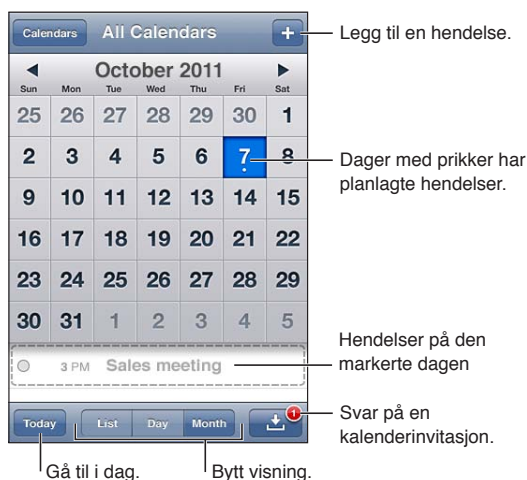 Calendars All Calendars +
Legg til en hendelse.
October 2011
Sun Mon Tue Wed Thu Fri Sat
25 26 27 28 29 30 1
2 3 4 5 6 7 8
Dager med prikker har
planlagte hendelser.
9 10 11 12 13 14 15
16 17 18 19 20 21 22
23 24 25 26 27 28 29
30 31 1 2 3 4 5
Hendelser på den
markerte dagen
3 PM Sales meeting
Today List Day Month 1
Svar på en
kalenderinvitasjon.
Gå til i dag. Bytt visning.